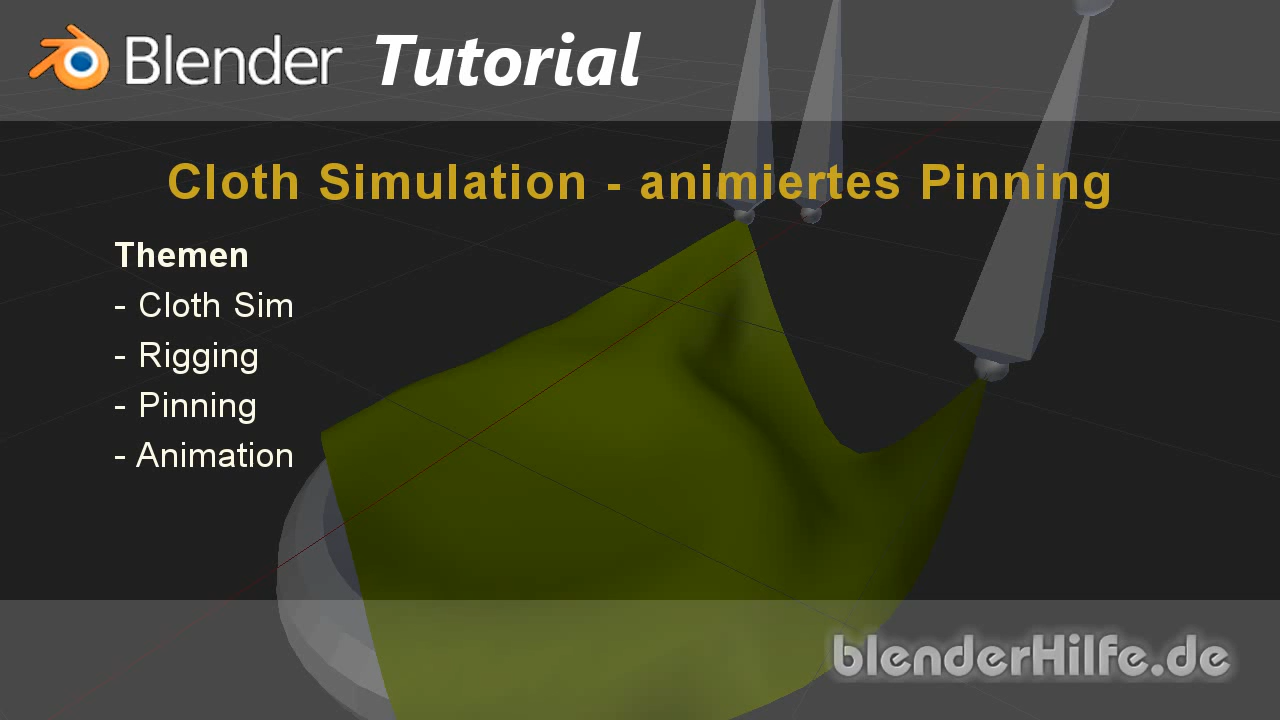 Blender Tutorial
Cloth Simulation - animiertes Pinning
Themen
- Cloth Sim
- Rigging
- Pinning
- Animation
blenderHilfe.de